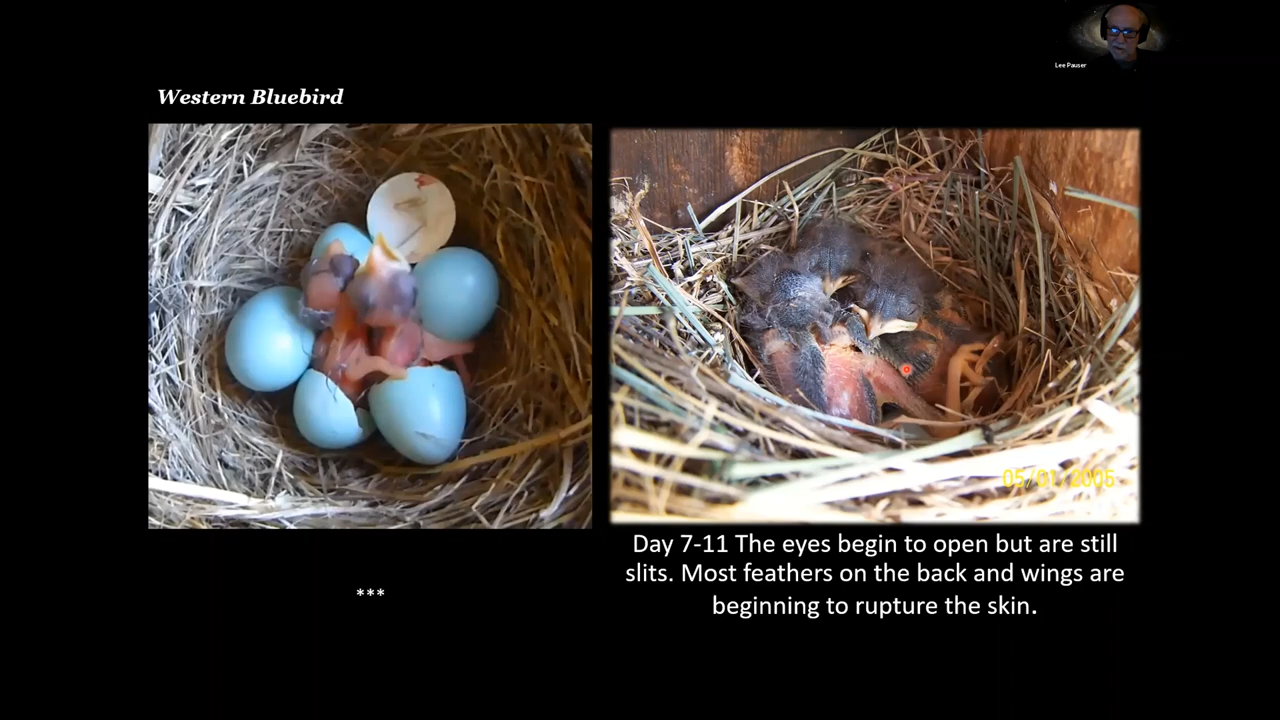 Lee Pauser
Western Bluebird
05/01/2005
Day 7-11 The eyes begin to open but are still
slits. Most feathers on the back and wings are
beginning to rupture the skin.
***